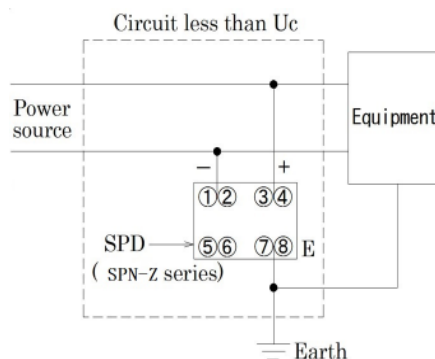 Circuit less than Uc
Power
source
Equipment
− +
①② ③④
SPD
⑤⑥ ⑦⑧ E
( SPN-Z series)
Earth